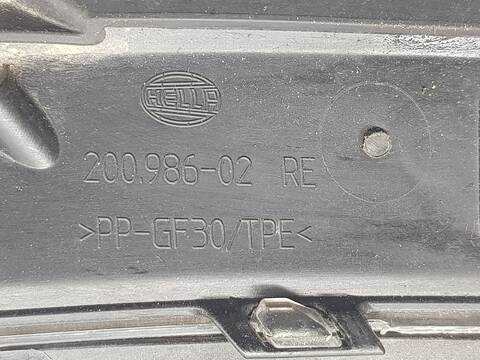 HELLA
200.986-02 RE
>PP-GF30/TPE<